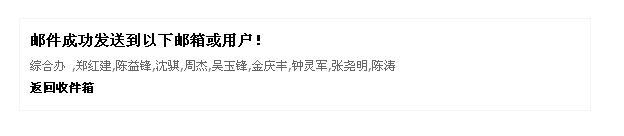 邮件成功发送到以下邮箱或用户！
综合办 ,郑红建,陈益锋,沈骐,周杰,吴玉锋,金庆丰,钟灵军,张尧明,陈涛
返回收件箱